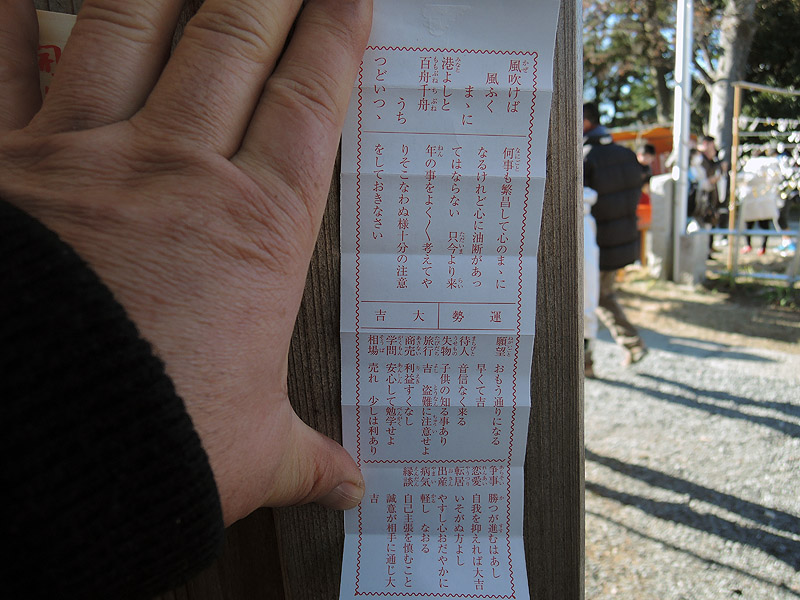 風吹けば
風ふく
まゝに
港よしと
百舟千舟
うち
つどいつゝ
何事も繁昌して心のまゝに
なるけれど心に油断があっ
てはならない　只今より来
年の事をよく〱考えてや
りそこなわぬ様十分の注意
をしておきなさい
運勢　大吉
願望　おもう通りになる
早くて吉
待人　音信なく来る
失物　子供の知る事あり
旅行　吉　盗難に注意せよ
商売　利益すくなし
学問　安心して勉学せよ
相場　売れ　少しは利あり
争事　勝つが進むはあし
恋愛　自我を抑えれば大吉
転居　いそがぬ方よし
出産　やすし心おだやかに
病気　軽し　なおる
縁談　自己主張を慎むこと
誠意が相手に通じ大
吉